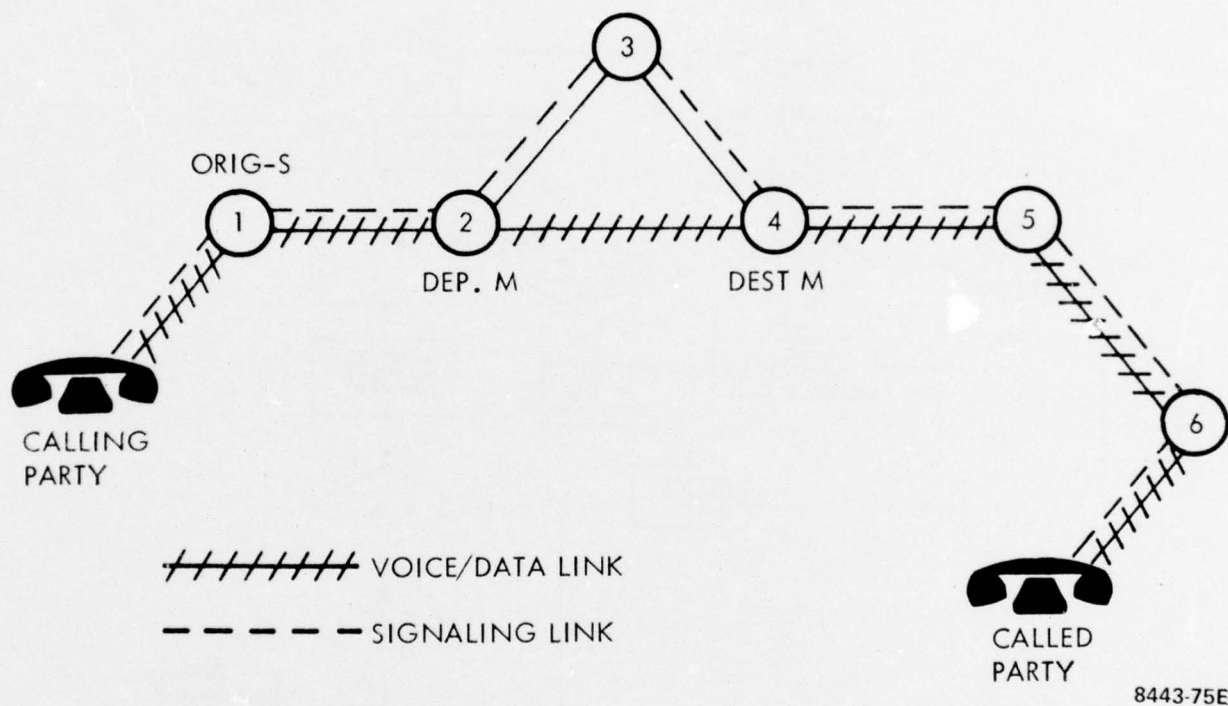 3
ORIG-S
1
2
4
5
DEP. M
DEST M
6
CALLING
PARTY
VOICE/DATA LINK
SIGNALING LINK
CALLED
PARTY
8443-75E